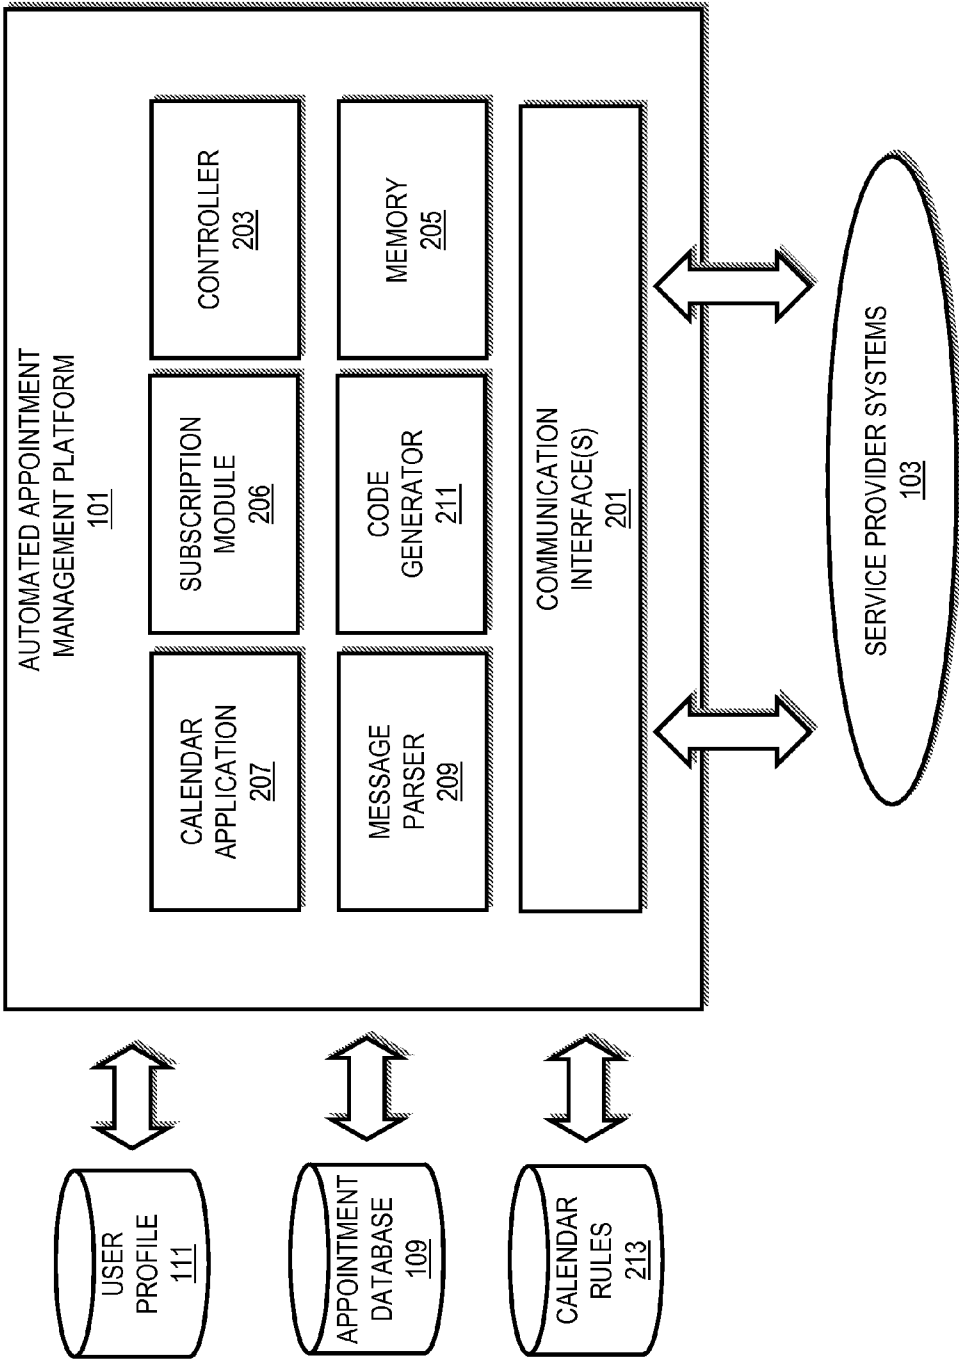 AUTOMATED APPOINTMENT
MANAGEMENT PLATFORM
101
CALENDAR
APPLICATION
207
SUBSCRIPTION
MODULE
206
CONTROLLER
203
MESSAGE
PARSER
209
CODE
GENERATOR
211
MEMORY
205
COMMUNICATION
INTERFACE(S)
201
USER
PROFILE
111
APPOINTMENT
DATABASE
109
CALENDAR
RULES
213
SERVICE PROVIDER SYSTEMS
103